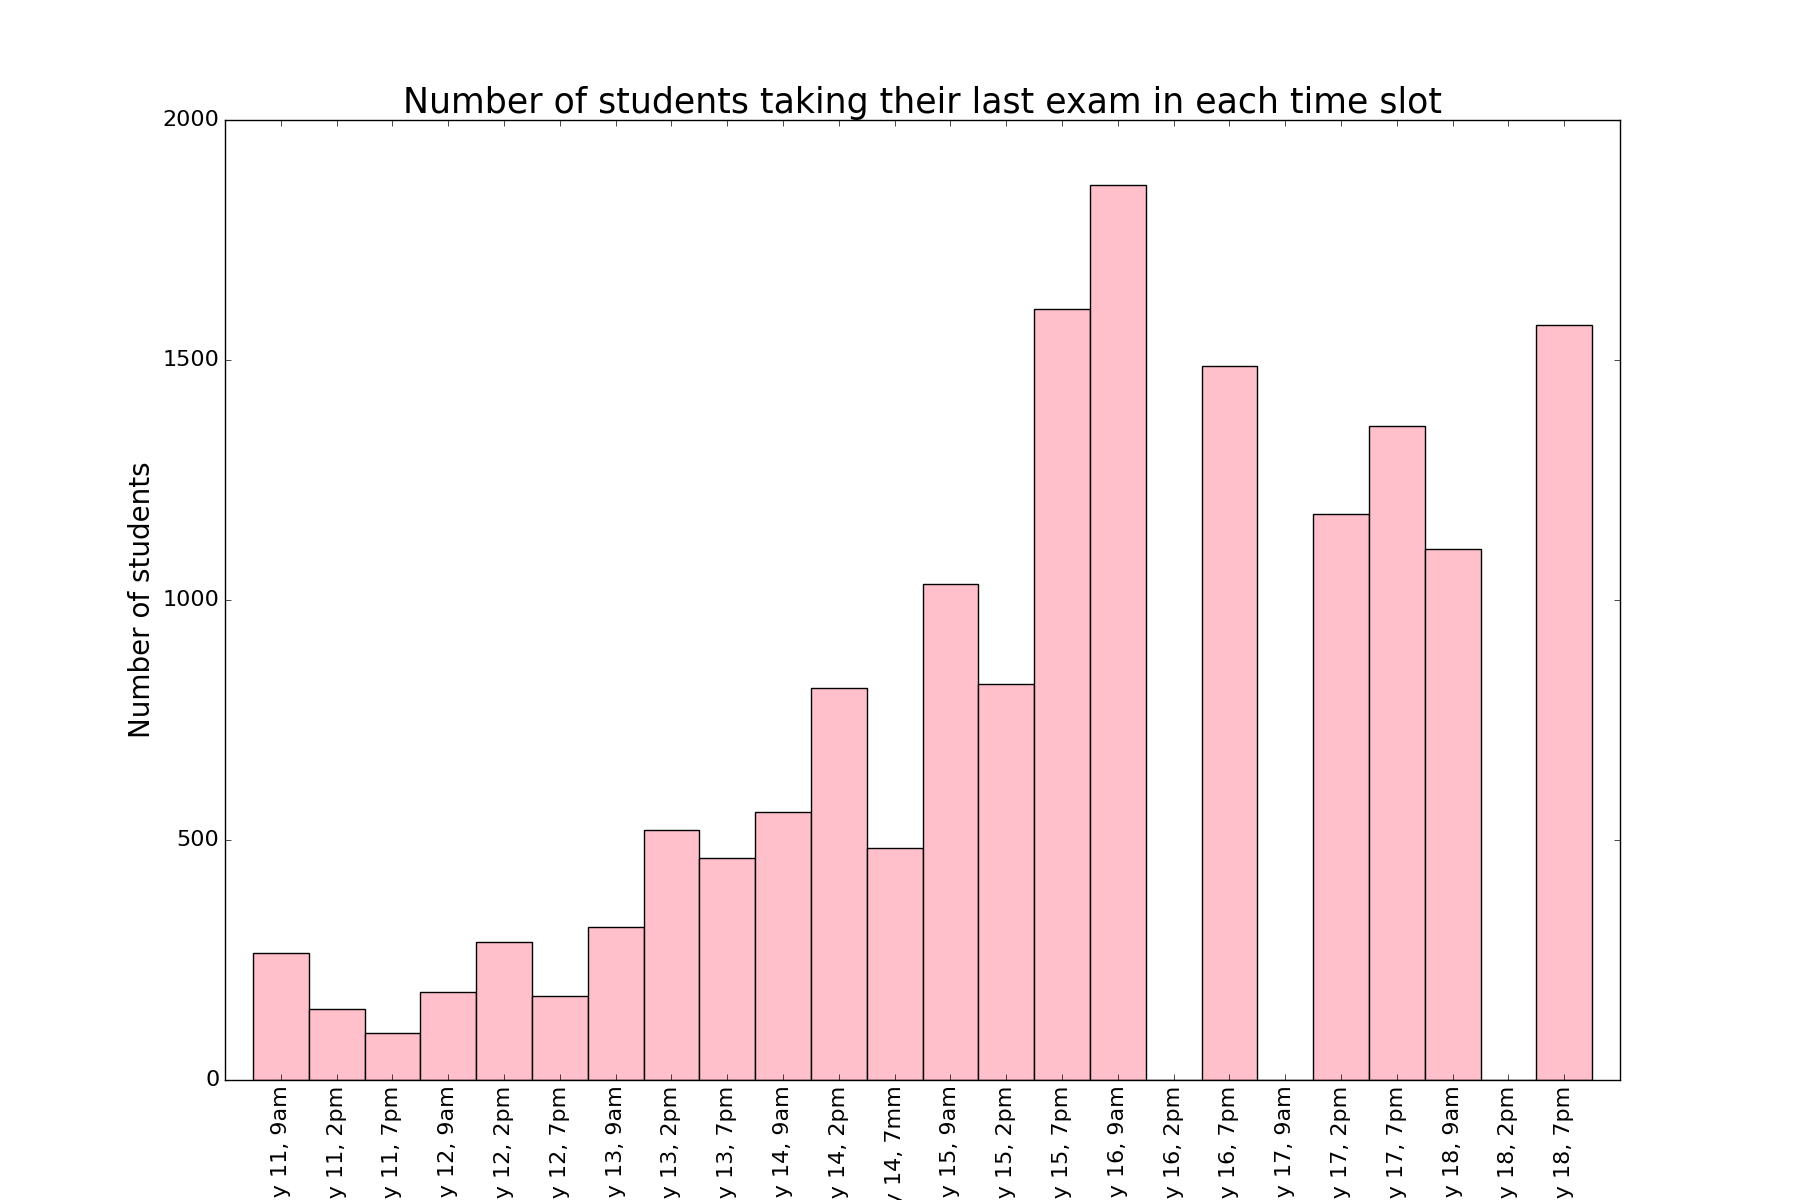 Number of students taking their last exam in each time slot
Number of students
2000
1500
1000
500
0
y 11, 9am
y 11, 2pm
y 11, 7pm
y 12, 9am
y 12, 2pm
y 12, 7pm
y 13, 9am
y 13, 2pm
y 13, 7pm
y 14, 9am
y 14, 2pm
y 14, 7mm
y 15, 9am
y 15, 2pm
y 15, 7pm
y 16, 9am
y 16, 2pm
y 16, 7pm
y 17, 9am
y 17, 2pm
y 17, 7pm
y 18, 9am
y 18, 2pm
y 18, 7pm